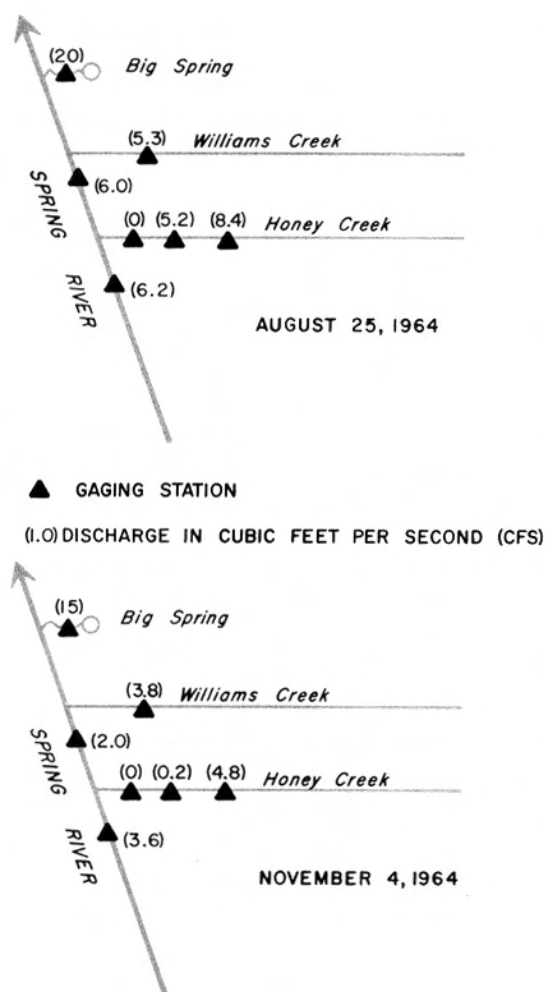 (20)
Big Spring
(5.3) Williams Creek
SPRING
(6.0)
(0) (5.2) (8.4) Honey Creek
RIVER
(6.2)
AUGUST 25, 1964
GAGING STATION
(1.0) DISCHARGE IN CUBIC FEET PER SECOND (CFS)
(15)
Big Spring
(3.8) Williams Creek
SPRING
(2.0)
(0) (0.2) (4.8) Honey Creek
RIVER
(3.6)
NOVEMBER 4, 1964